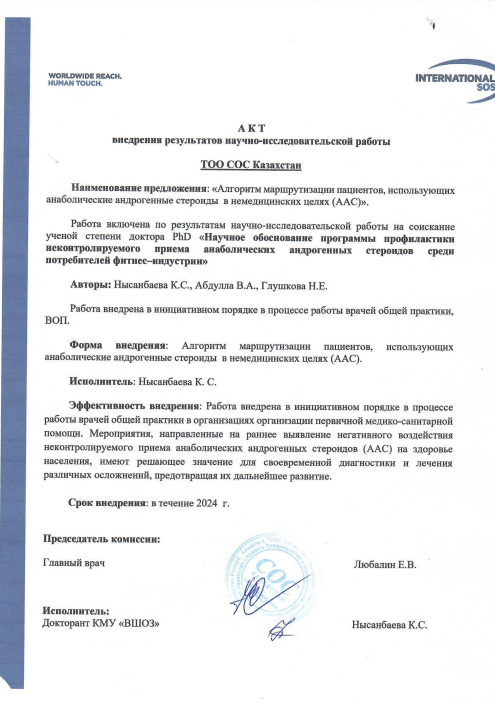 WORLDWIDE REACH.
HUMAN TOUCH.
INTERNATIONAL
SOS
А К Т
внедрения результатов научно-исследовательской работы
ТОО СОС Казахстан
Наименование предложения: «Алгоритм маршрутизации пациентов, использующих
анаболические андрогенные стероиды в немедицинских целях (ААС)».
Работа включена по результатам научно-исследовательской работы на соискание
ученой степени доктора PhD «Научное обоснование программы профилактики
неконтролируемого приема анаболических андрогенных стероидов среди
потребителей фитнес–индустрии»
Авторы: Нысанбаева К.С., Абдулла В.А., Глушкова Н.Е.
Работа внедрена в инициативном порядке в процессе работы врачей общей практики,
ВОП.
Форма внедрения: Алгоритм маршрутизации пациентов, использующих
анаболические андрогенные стероиды в немедицинских целях (ААС).
Исполнитель: Нысанбаева К. С.
Эффективность внедрения: Работа внедрена в инициативном порядке в процессе
работы врачей общей практики в организациях организации первичной медико-санитарной
помощи. Мероприятия, направленные на раннее выявление негативного воздействия
неконтролируемого приема анаболических андрогенных стероидов (ААС) на здоровье
населения, имеют решающее значение для своевременной диагностики и лечения
различных осложнений, предотвращая их дальнейшее развитие.
Срок внедрения: в течение 2024 г.
Председатель комиссии:
Главный врач Любалин Е.В.
СОС
Исполнитель:
Докторант КМУ «ВШОЗ» Нысанбаева К.С.